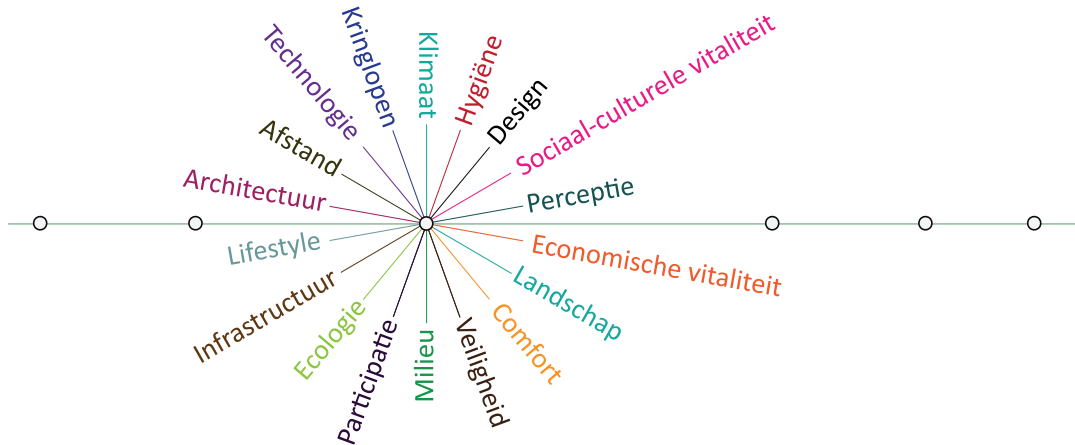 Klimaat
Hygiëne
Design
Sociaal-culturele vitaliteit
Perceptie
Economische vitaliteit
Landschap
Comfort
Veiligheid
Milieu
Participatie
Ecologie
Infrastructuur
Lifestyle
Architectuur
Afstand
Technologie
Kringlopen